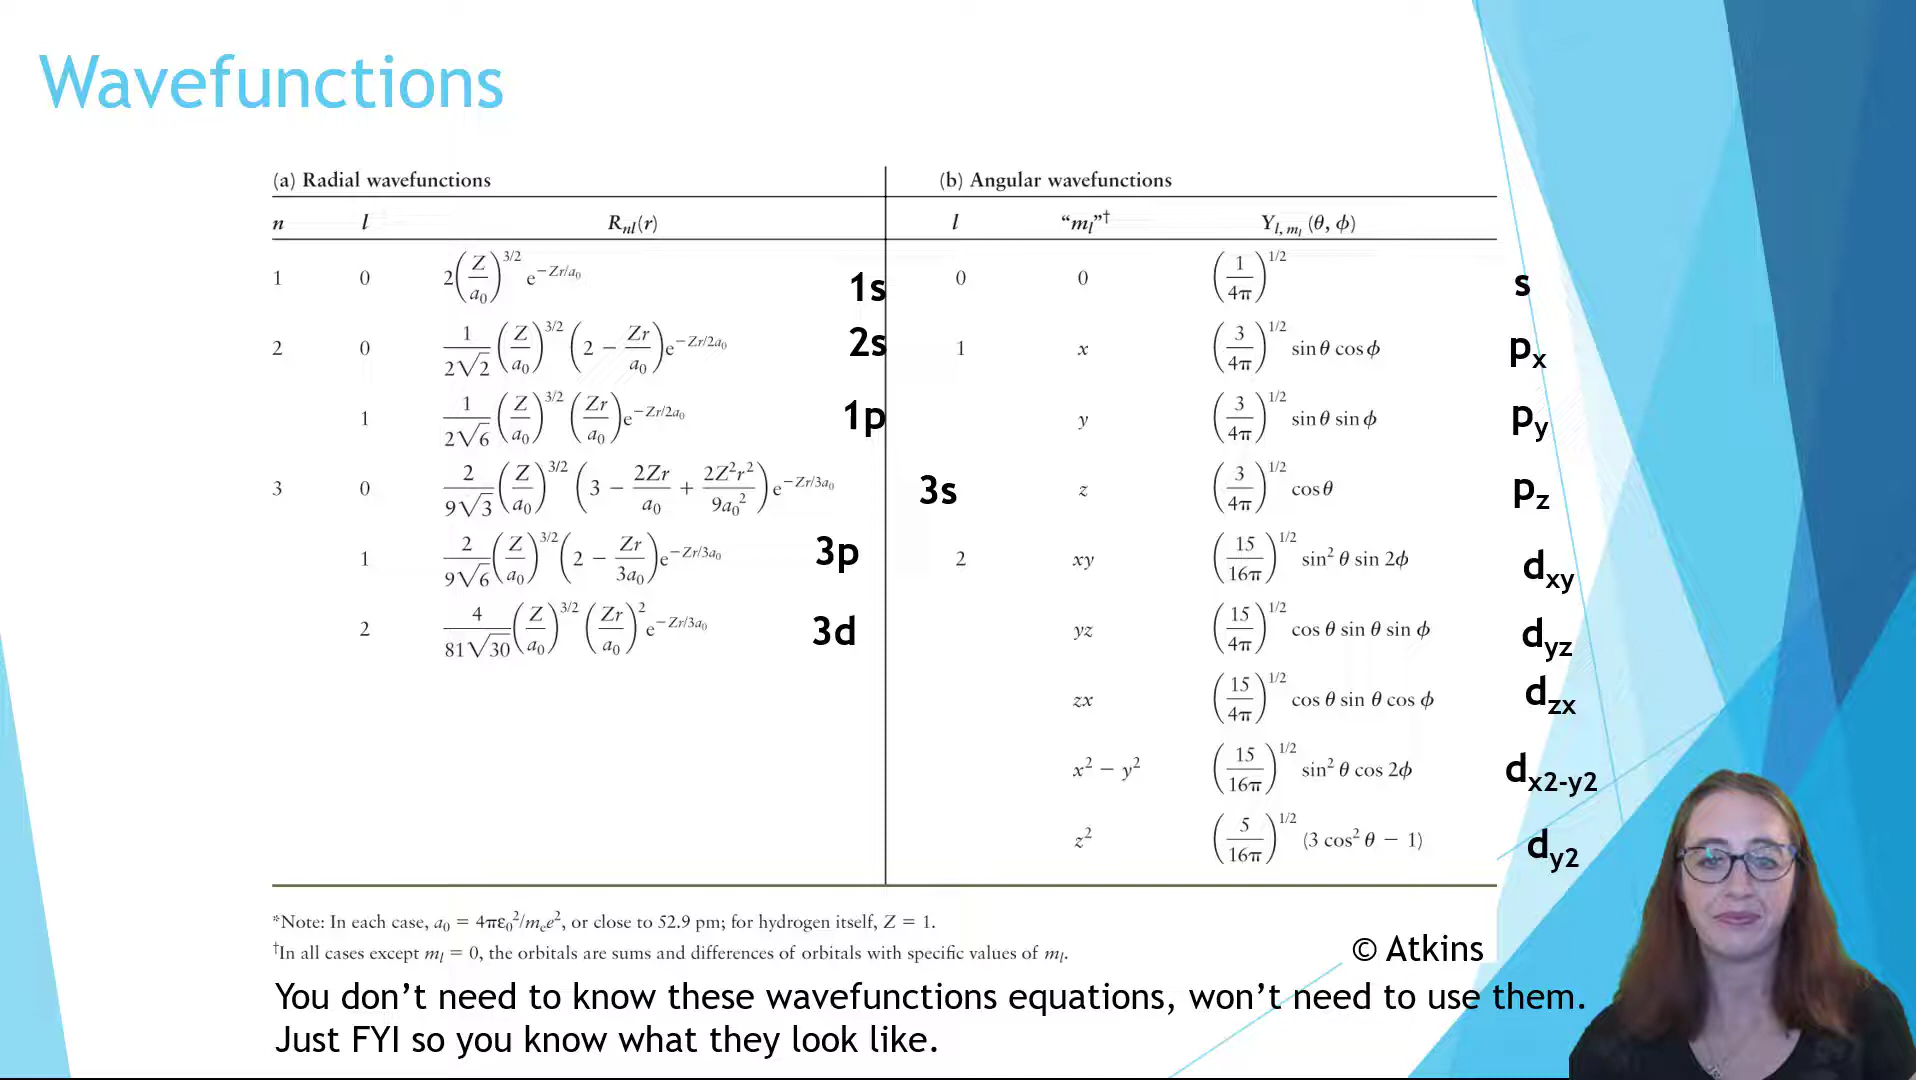 Wavefunctions
(a) Radial wavefunctions (b) Angular wavefunctions
n l Rnl(r) l “ml”† Yl, ml (θ, ϕ)
1 0 2(Z/a0)^3/2 e^−Zr/a0 1s 0 0 (1/4π)^1/2 s
2 0 1/2√2 (Z/a0)^3/2 (2 − Zr/a0)e^−Zr/2a0 2s 1 x (3/4π)^1/2 sin θ cos ϕ px
1 1/2√6 (Z/a0)^3/2 (Zr/a0)e^−Zr/2a0 1p y (3/4π)^1/2 sin θ sin ϕ py
3 0 2/9√3 (Z/a0)^3/2 (3 − 2Zr/a0 + 2Z²r²/9a0²)e^−Zr/3a0 3s z (3/4π)^1/2 cos θ pz
1 2/9√6 (Z/a0)^3/2 (2 − Zr/3a0)e^−Zr/3a0 3p 2 xy (15/16π)^1/2 sin² θ sin 2ϕ dxy
2 4/81√30 (Z/a0)^3/2 (Zr/a0)² e^−Zr/3a0 3d yz (15/4π)^1/2 cos θ sin θ sin ϕ dyz
zx (15/4π)^1/2 cos θ sin θ cos ϕ dzx
x² − y² (15/16π)^1/2 sin² θ cos 2ϕ dx2-y2
z² (5/16π)^1/2 (3 cos² θ − 1) dy2
*Note: In each case, a0 = 4πε0²/mee², or close to 52.9 pm; for hydrogen itself, Z = 1.
†In all cases except ml = 0, the orbitals are sums and differences of orbitals with specific values of ml.
© Atkins
You don’t need to know these wavefunctions equations, won’t need to use them.
Just FYI so you know what they look like.